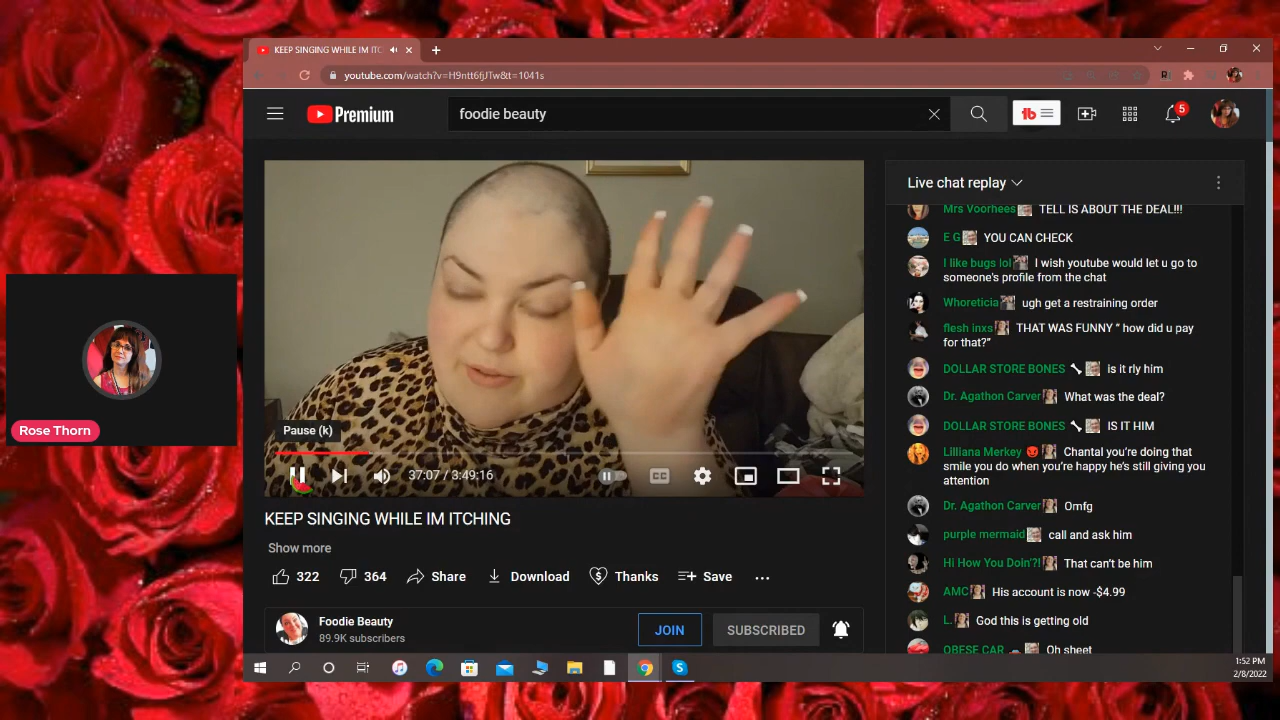 KEEP SINGING WHILE IM ITC
youtube.com/watch?v=H9ntt6fjJTw&t=1041s
Premium
foodie beauty
tb
5
Live chat replay
Mrs Voorhees TELL IS ABOUT THE DEAL!!!
E G YOU CAN CHECK
I like bugs lol I wish youtube would let u go to
someone's profile from the chat
Whoreticia ugh get a restraining order
flesh inxs THAT WAS FUNNY " how did u pay
for that?"
DOLLAR STORE BONES is it rly him
Dr. Agathon Carver What was the deal?
DOLLAR STORE BONES IS IT HIM
Lilliana Merkey Chantal you're doing that
smile you do when you're happy he's still giving you
attention
Dr. Agathon Carver Omfg
purple mermaid call and ask him
Hi How You Doin'?! That can't be him
AMC His account is now -$4.99
L. God this is getting old
OBESE CAR Oh sheet
Pause (k)
37:07 / 3:49:16
CC
KEEP SINGING WHILE IM ITCHING
Show more
322 364 Share Download Thanks Save
Foodie Beauty
89.9K subscribers
JOIN
SUBSCRIBED
Rose Thorn
1:52 PM
2/8/2022